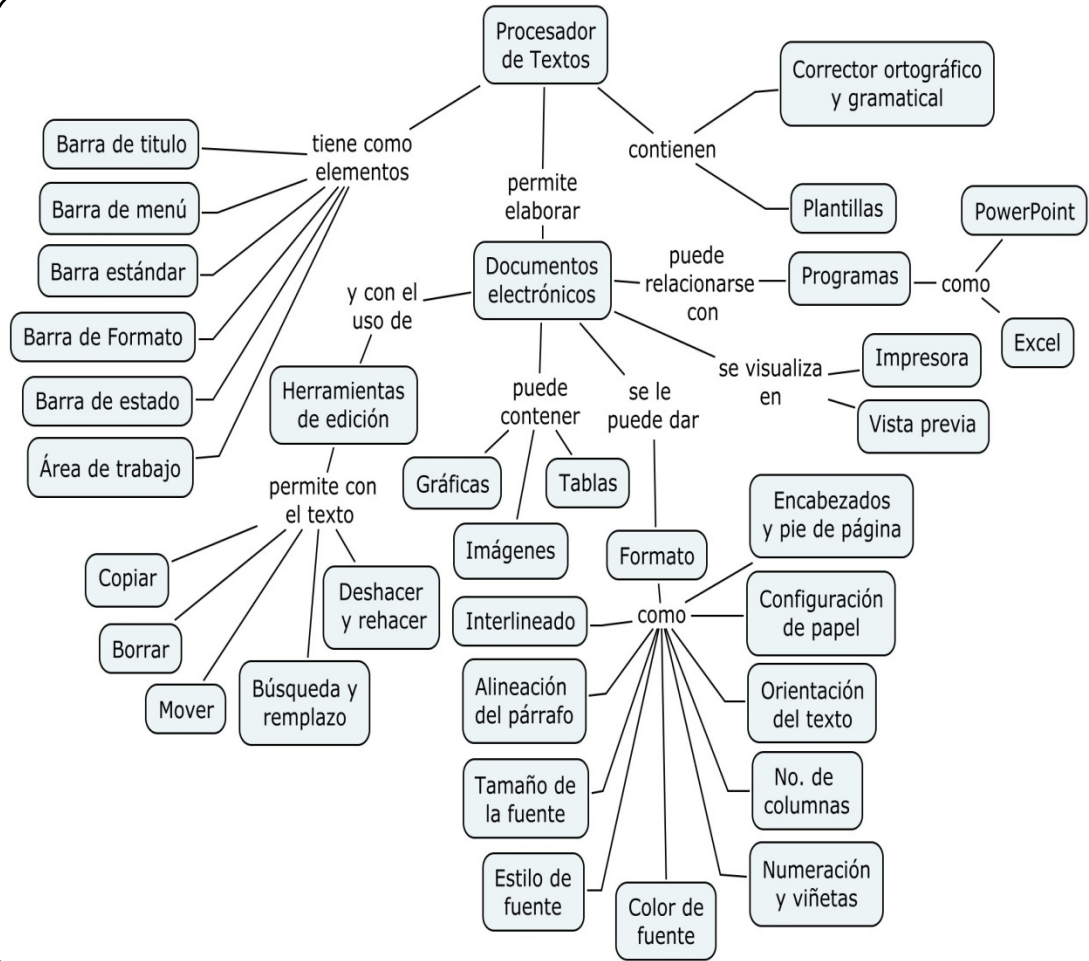 Procesador
de Textos
Corrector ortográfico
y gramatical
Barra de titulo
tiene como
elementos
contienen
permite
elaborar
Barra de menú
Plantillas
PowerPoint
Barra estándar
Documentos
electrónicos
puede
relacionarse
con
Programas
como
y con el
uso de
Barra de Formato
Excel
Impresora
se visualiza
en
Vista previa
Barra de estado
Herramientas
de edición
puede
contener
se le
puede dar
Área de trabajo
Gráficas
Tablas
permite con
el texto
Encabezados
y pie de página
Imágenes
Formato
Copiar
Deshacer
y rehacer
Interlineado
como
Configuración
de papel
Borrar
Mover
Búsqueda y
remplazo
Alineación
del párrafo
Orientación
del texto
Tamaño de
la fuente
No. de
columnas
Estilo de
fuente
Color de
fuente
Numeración
y viñetas